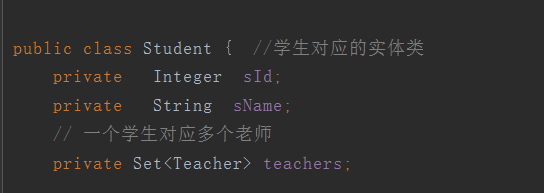 public class Student {  //学生对应的实体类
private   Integer  sId;
private   String  sName;
// 一个学生对应多个老师
private Set<Teacher> teachers;